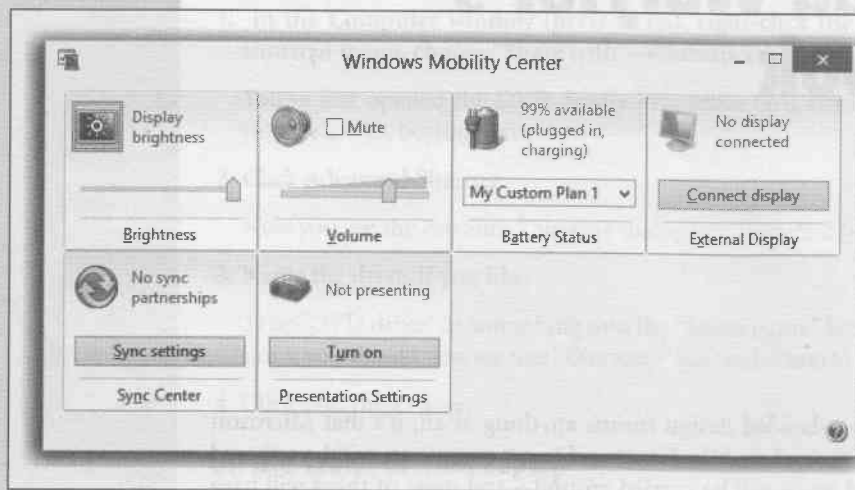 Windows Mobility Center
Display
brightness
Brightness
Mute
Volume
99% available
(plugged in,
charging)
My Custom Plan 1
Battery Status
No display
connected
Connect display
External Display
No sync
partnerships
Sync settings
Sync Center
Not presenting
Turn on
Presentation Settings